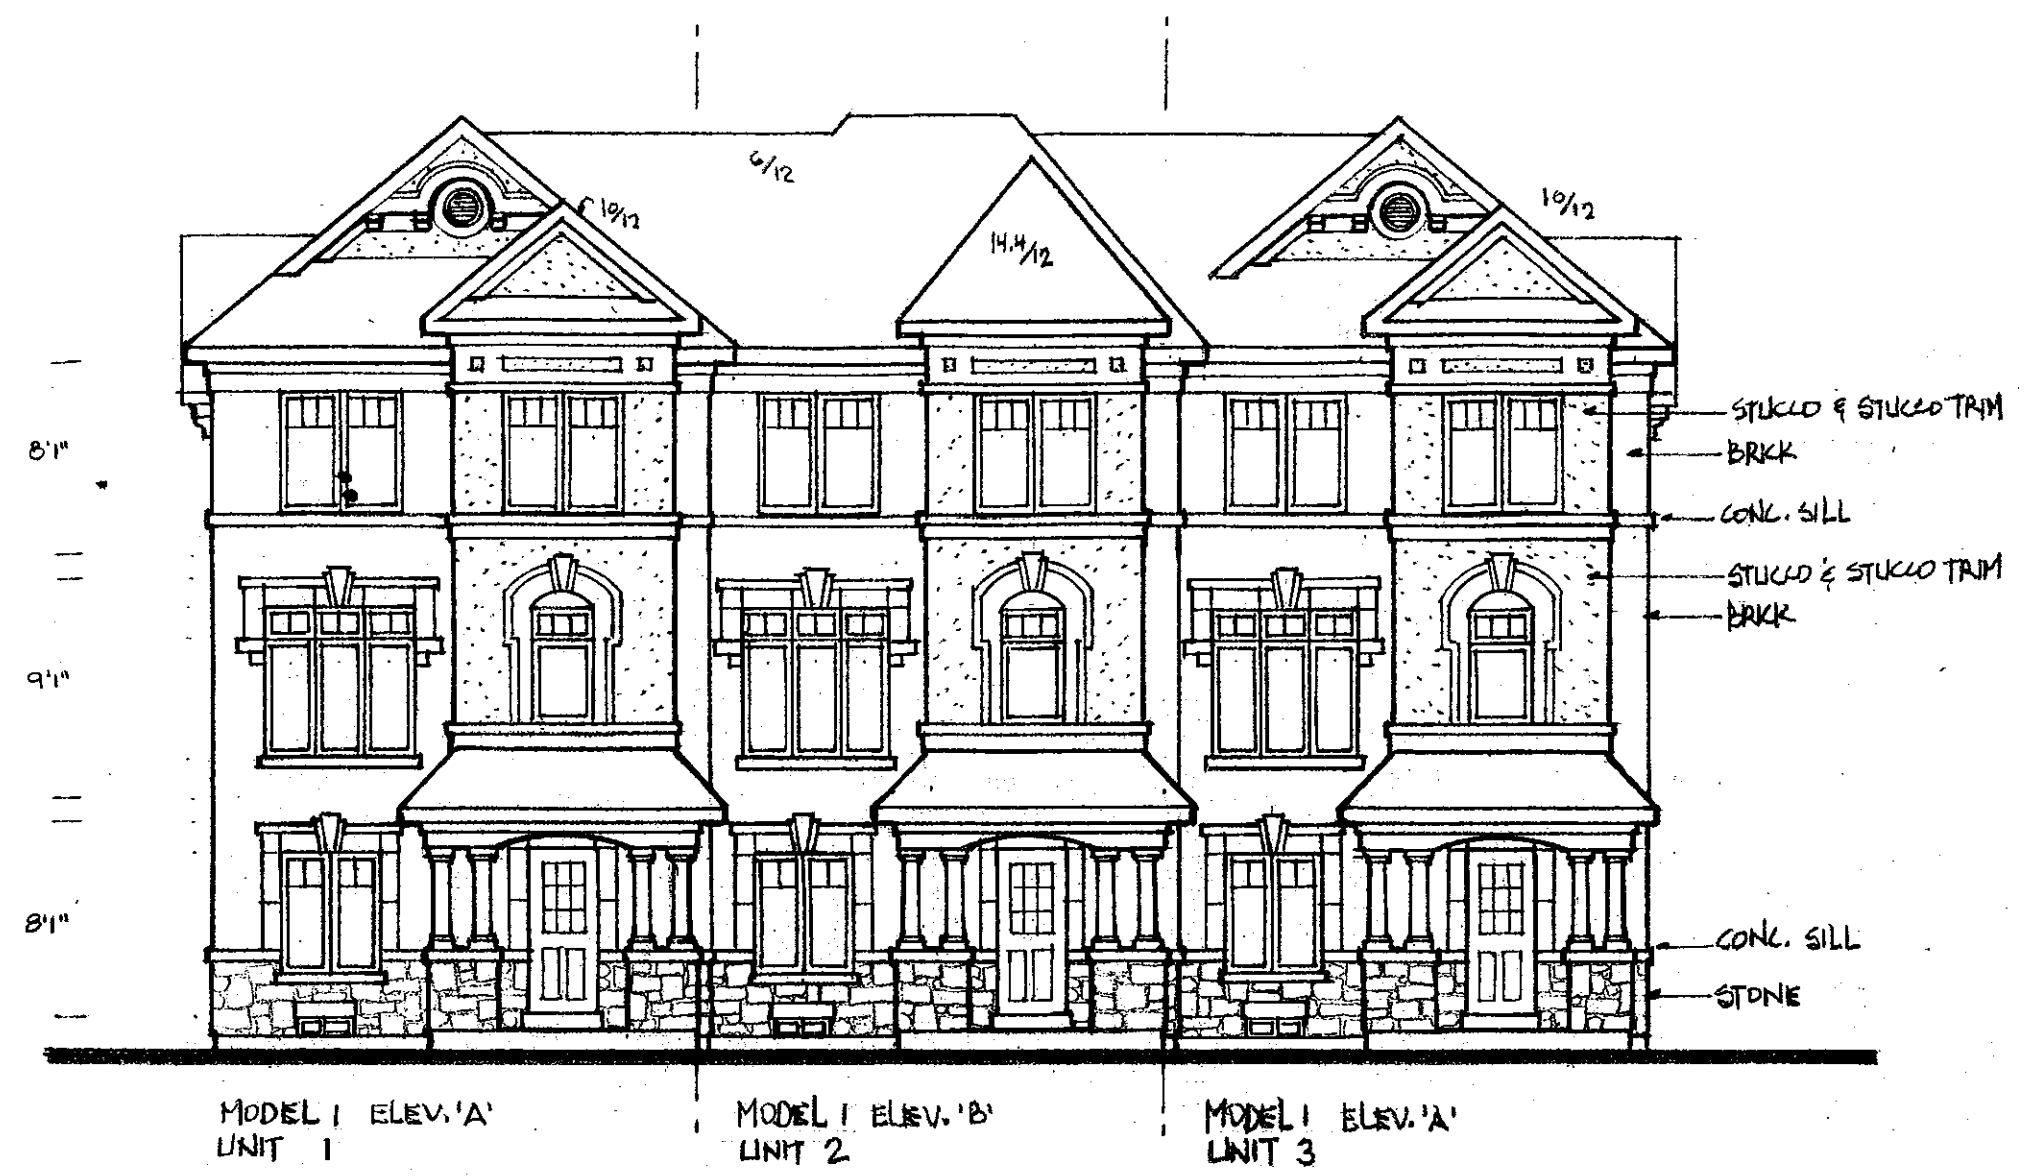 6/12
10/12
10/12
14.4/12
STUCCO & STUCCO TRIM
8'1"
BRICK
CONC. SILL
STUCCO & STUCCO TRIM
BRICK
9'1"
8'1"
CONC. SILL
STONE
MODEL 1 ELEV. 'A'
UNIT 1
MODEL 1 ELEV. 'B'
UNIT 2
MODEL 1 ELEV. 'A'
UNIT 3